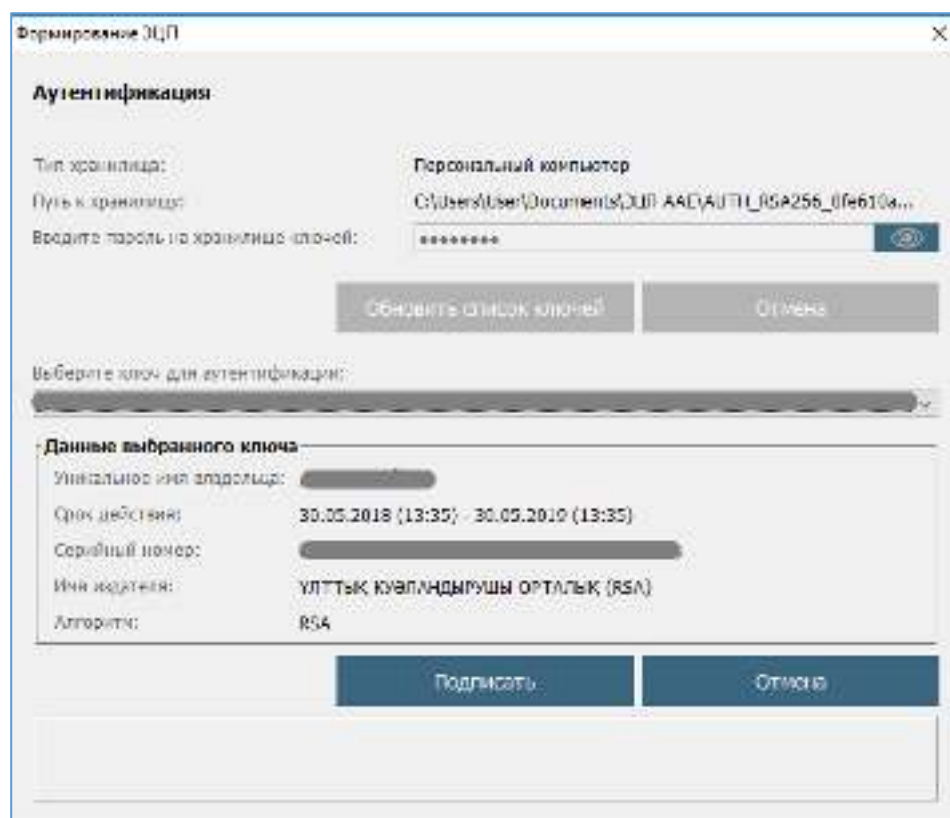 Формирование ЭЦП
Аутентификация
Тип хранилища: Персональный компьютер
Путь к хранилищу: C:\Users\User\Documents\ЭЦП ААЕ\AUTH_RSA256_0fe610a...
Введите пароль на хранилище ключей: ********
Обновить список ключей Отмена
Выберите ключ для аутентификации:
Данные выбранного ключа
Уникальное имя владельца:
Срок действия: 30.05.2018 (13:35) - 30.05.2019 (13:35)
Серийный номер:
Имя издателя: ҰЛТТЫҚ КУӘЛАНДЫРУШЫ ОРТАЛЫҚ (RSA)
Алгоритм: RSA
Подписать Отмена